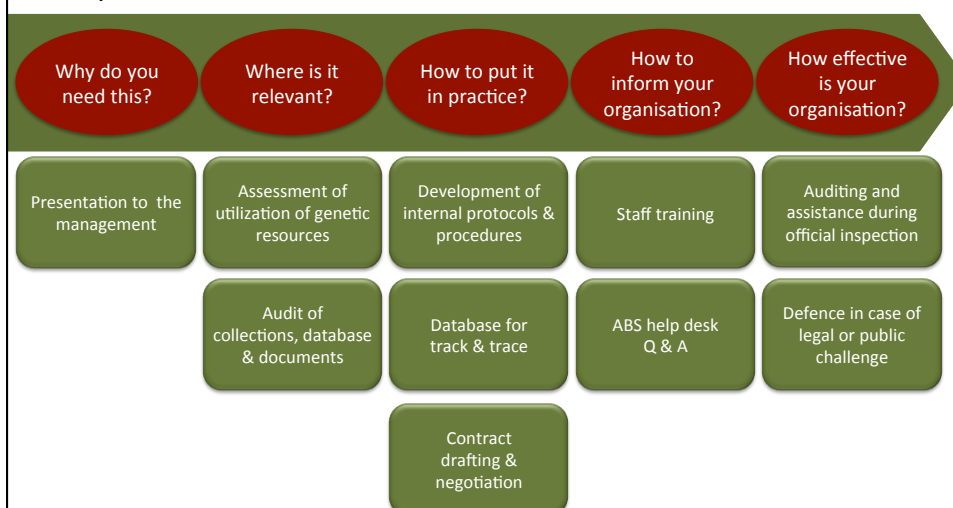 Why do you
need this?
Where is it
relevant?
How to put it
in practice?
How to
inform your
organisation?
How effective
is your
organisation?
Presentation to the
management
Assessment of
utilization of genetic
resources
Development of
internal protocols &
procedures
Staff training
Auditing and
assistance during
official inspection
Audit of
collections, database
& documents
Database for
track & trace
ABS help desk
Q & A
Defence in case of
legal or public
challenge
Contract
drafting &
negotiation